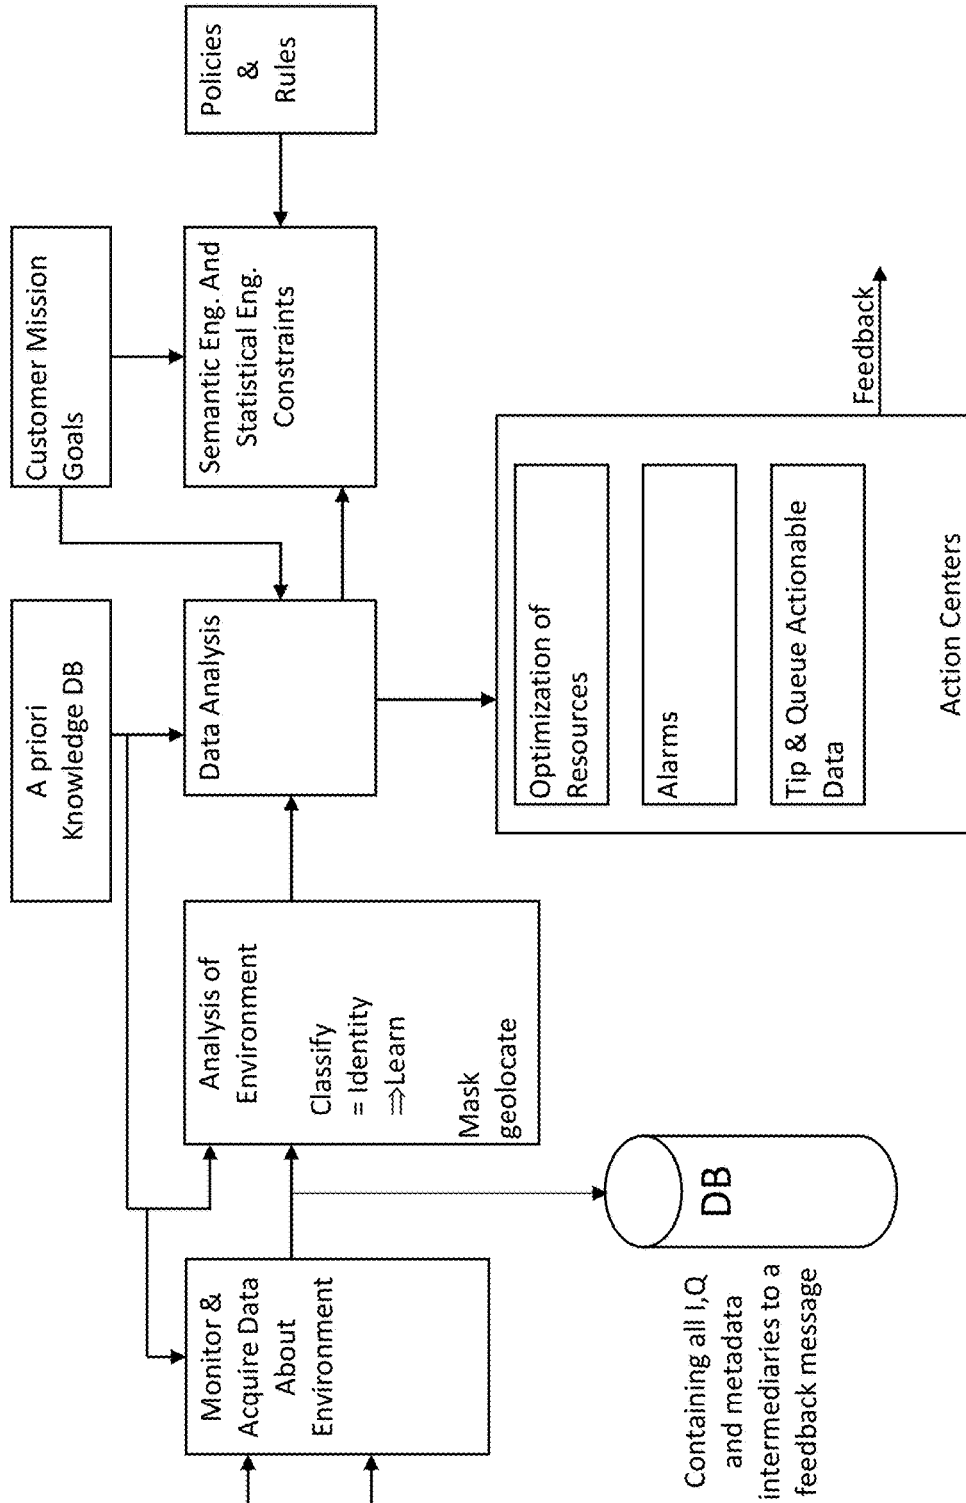 A priori
Knowledge DB
Customer Mission
Goals
Monitor &
Acquire Data
About
Environment
Analysis of
Environment
Classify
= Identity
⇒Learn
Mask
geolocate
Data Analysis
Semantic Eng. And
Statistical Eng.
Constraints
Policies
&
Rules
DB
Containing all I,Q
and metadata
intermediaries to a
feedback message
Optimization of
Resources
Alarms
Tip & Queue Actionable
Data
Action Centers
Feedback